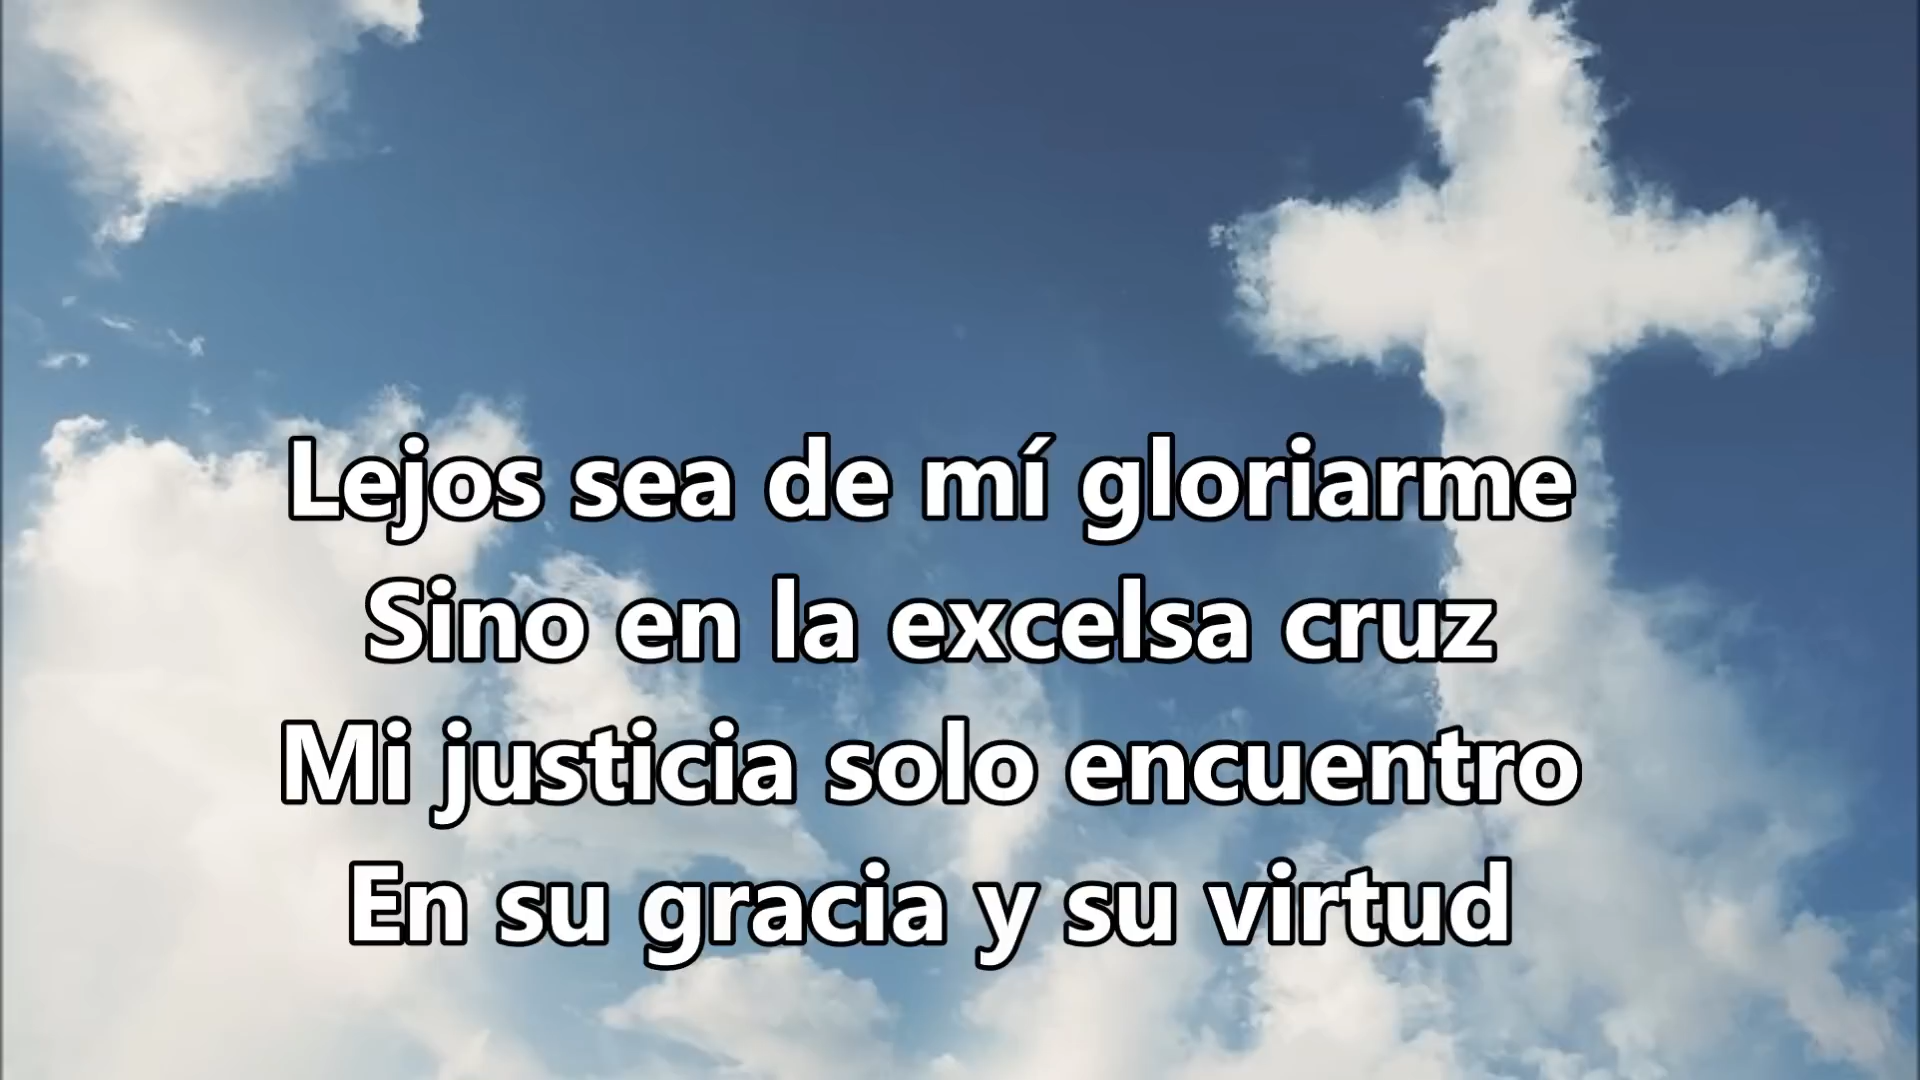 Lejos sea de mí gloriarme
Sino en la excelsa cruz
Mi justicia solo encuentro
En su gracia y su virtud